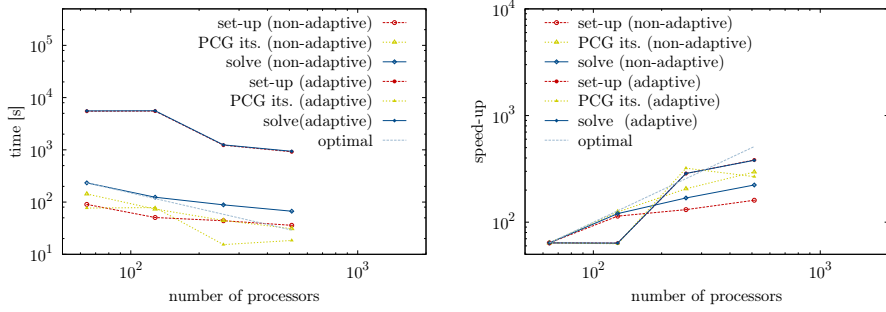 set-up (non-adaptive)
PCG its. (non-adaptive)
solve (non-adaptive)
set-up (adaptive)
PCG its. (adaptive)
solve(adaptive)
optimal
10^5
10^4
10^3
10^2
10^1
time [s]
10^2
10^3
number of processors
set-up (non-adaptive)
PCG its. (non-adaptive)
solve (non-adaptive)
set-up (adaptive)
PCG its. (adaptive)
solve (adaptive)
optimal
10^4
10^3
10^2
speed-up
10^2
10^3
number of processors